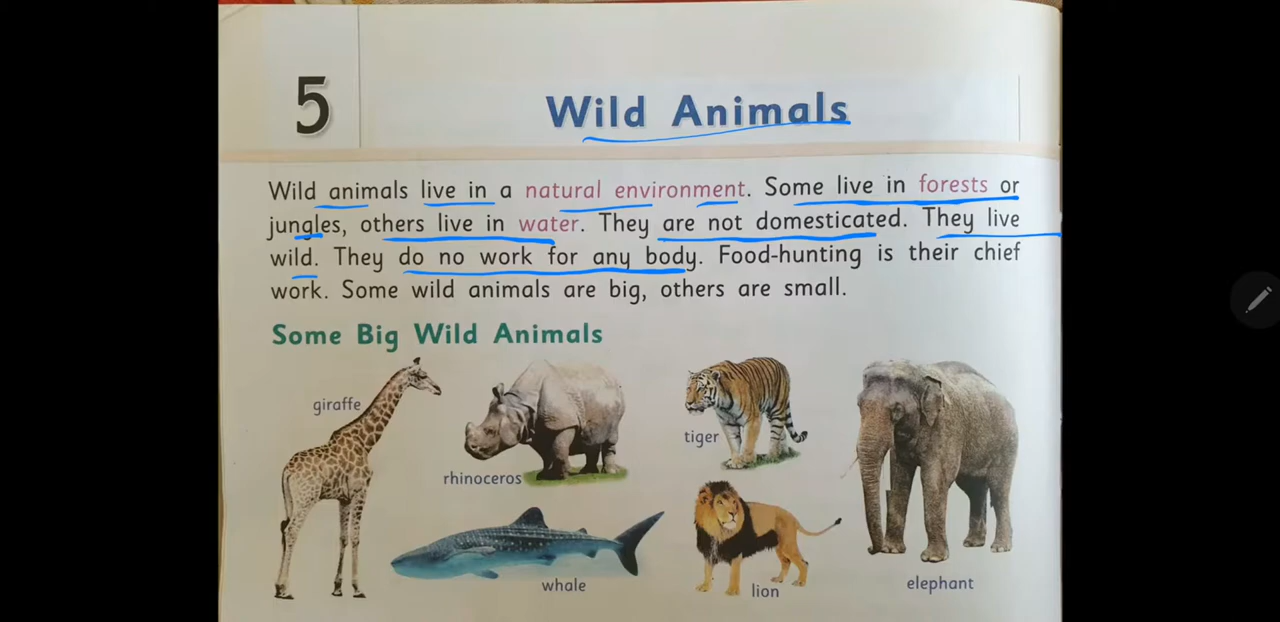 5
Wild Animals
Wild animals live in a natural environment. Some live in forests or
jungles, others live in water. They are not domesticated. They live
wild. They do no work for any body. Food-hunting is their chief
work. Some wild animals are big, others are small.
Some Big Wild Animals
giraffe
rhinoceros
tiger
whale
lion
elephant